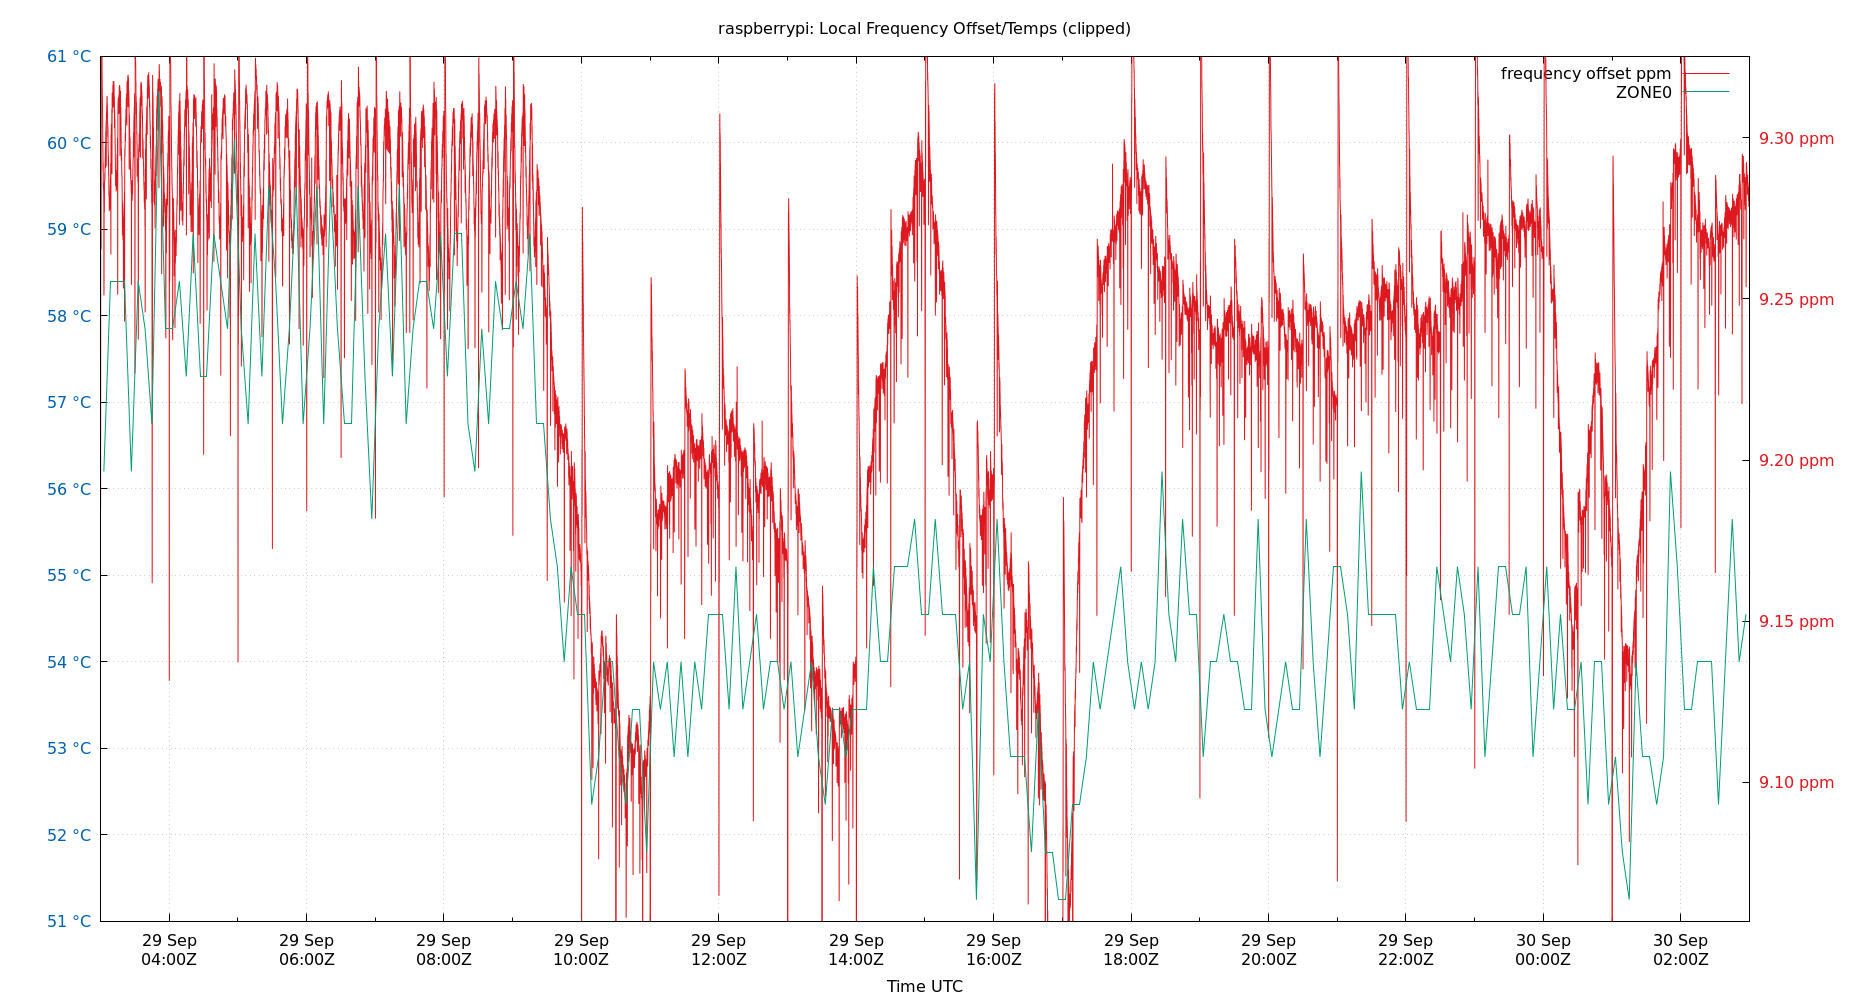 raspberrypi: Local Frequency Offset/Temps (clipped)
61 °C
60 °C
59 °C
58 °C
57 °C
56 °C
55 °C
54 °C
53 °C
52 °C
51 °C
frequency offset ppm
ZONE0
9.30 ppm
9.25 ppm
9.20 ppm
9.15 ppm
9.10 ppm
29 Sep
04:00Z
29 Sep
06:00Z
29 Sep
08:00Z
29 Sep
10:00Z
29 Sep
12:00Z
29 Sep
14:00Z
29 Sep
16:00Z
29 Sep
18:00Z
29 Sep
20:00Z
29 Sep
22:00Z
30 Sep
00:00Z
30 Sep
02:00Z
Time UTC